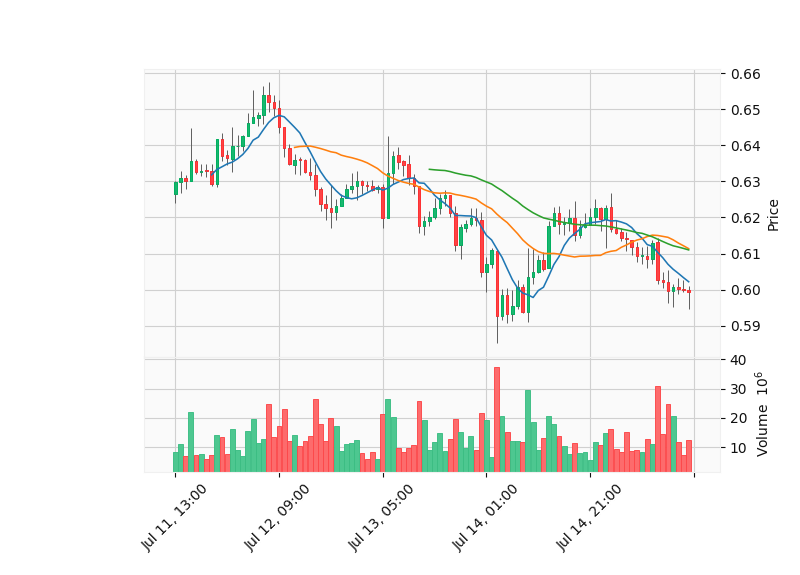 0.66
0.65
0.64
0.63
0.62
0.61
0.60
0.59
Price
40
30
20
10
Volume 10⁶
Jul 11, 13:00
Jul 12, 09:00
Jul 13, 05:00
Jul 14, 01:00
Jul 14, 21:00